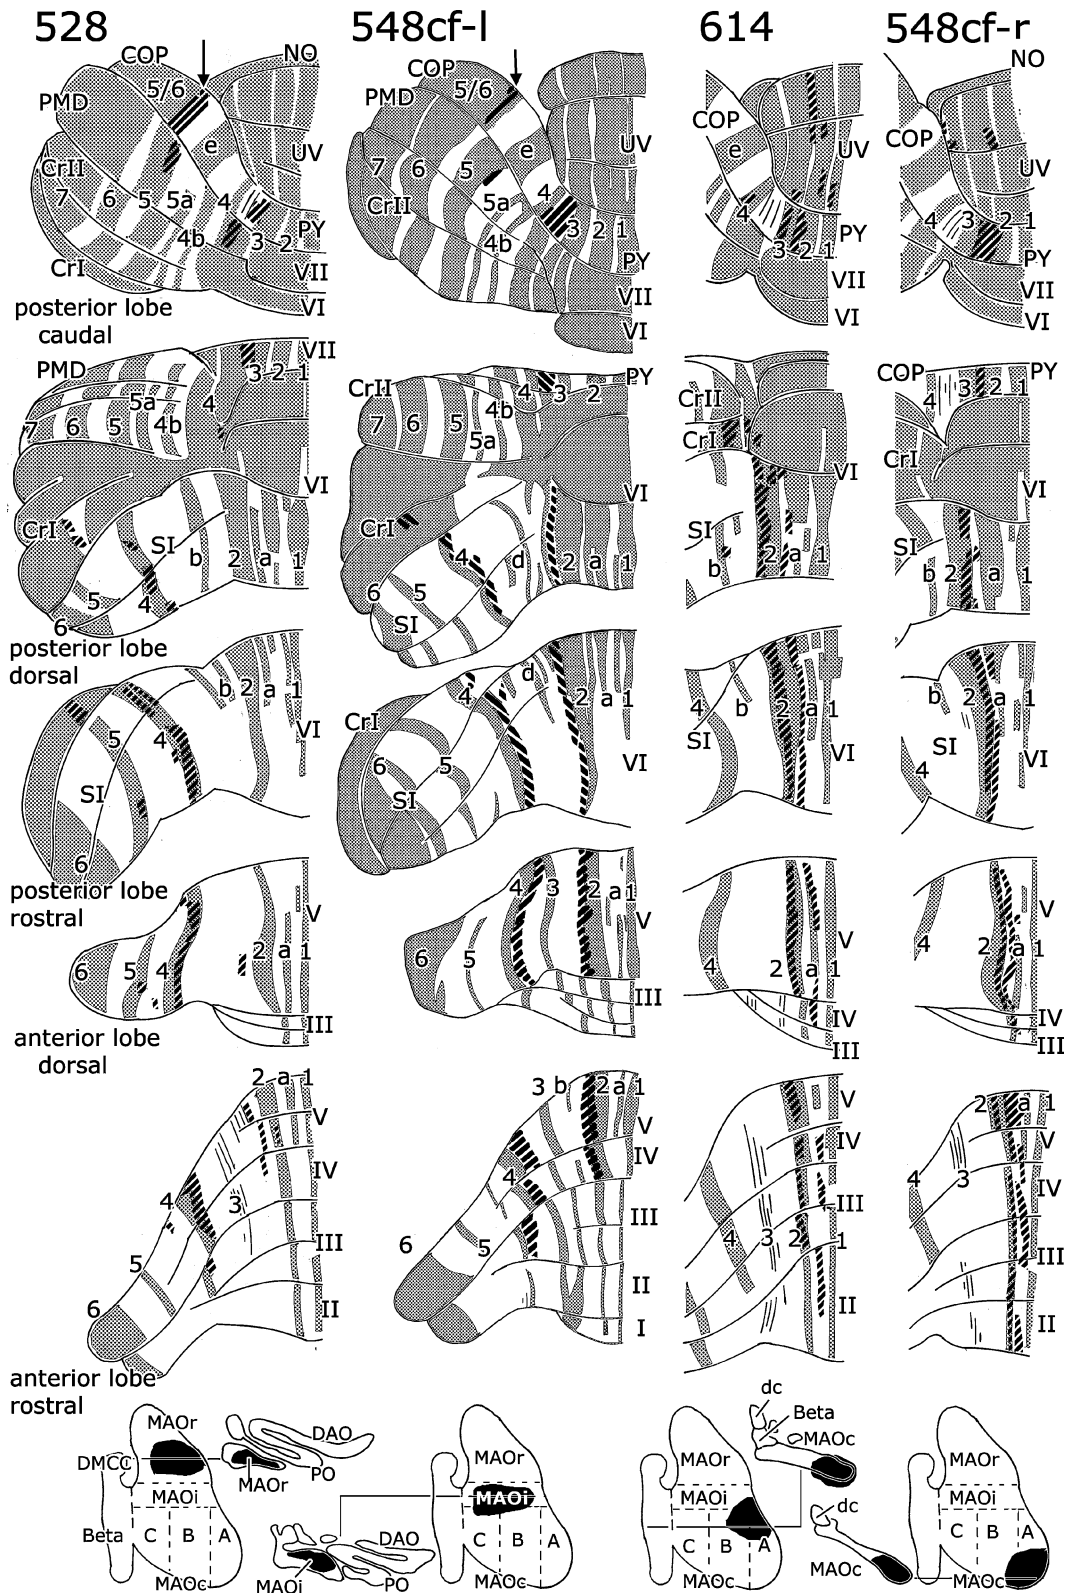 528 548cf-l 614 548cf-r
COP NO COP NO
PMD 5/6 PMD 5/6 COP COP
e UV e UV e UV UV
CrII CrII
7 6 5 5a 4 7 6 5 5a 4 4 4
4b 3 2 PY 4b 3 2 1 PY 3 2 1 PY 3 2 1 PY
CrI VII VII VII VII
VI VI VI VI
posterior lobe
caudal
PMD VII CrII PY CrII COP PY
3 2 1 4 3 2 4 3 2 1
7 6 5 5a 4b 4 7 6 5 5a 4b CrI CrI
VI VI VI VI
CrI SI CrI SI SI
b 2 a 1 4 d 2 a 1 b 2 a 1 b 2 a 1
6 5 4 6 5 SI
posterior lobe
dorsal
b 2 a 1 4 d 2 a 1 4 b 2 a 1 b 2 a 1
5 4 VI CrI SI VI SI VI
SI 6 5 VI 4
6 SI
posterior lobe
rostral
V 4 3 2 a 1 V V
6 5 4 2 a 1 6 5 V 4 2 a 1 4 2 a 1
III III IV IV
III III
anterior lobe
dorsal
2 a 1 3 b 2 a 1 V 2 a 1
V V IV V
IV 4 IV 4 3 IV
4 3 III III
III 6 5 III 4 3 2 1 III
5 II II II
6 II I
anterior lobe
rostral
MAOr DAO MAOr dc Beta MAOc MAOr MAOr
DMCC MAOr PO
MAOi MAOi MAOi MAOi
Beta C B A DAO C B A C B A dc C B A
MAOc MAOi PO MAOc MAOc MAOc MAOc